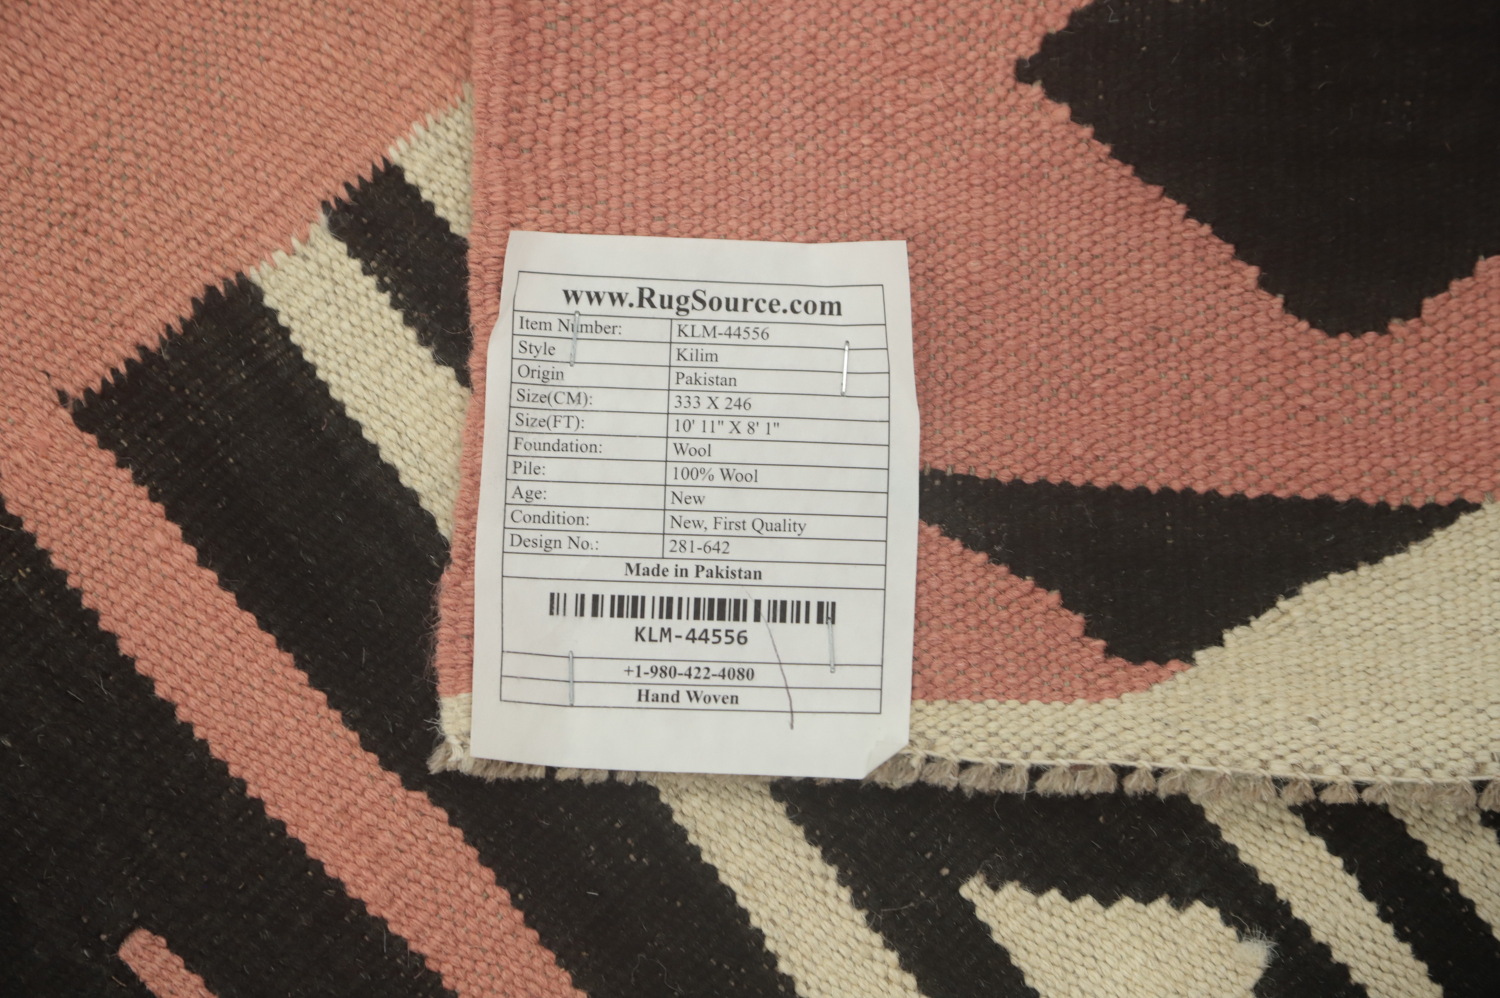 www.RugSource.com
Item Number: KLM-44556
Style Kilim
Origin Pakistan
Size(CM): 333 X 246
Size(FT): 10' 11" X 8' 1"
Foundation: Wool
Pile: 100% Wool
Age: New
Condition: New, First Quality
Design No.: 281-642
Made in Pakistan
KLM-44556
+1-980-422-4080
Hand Woven